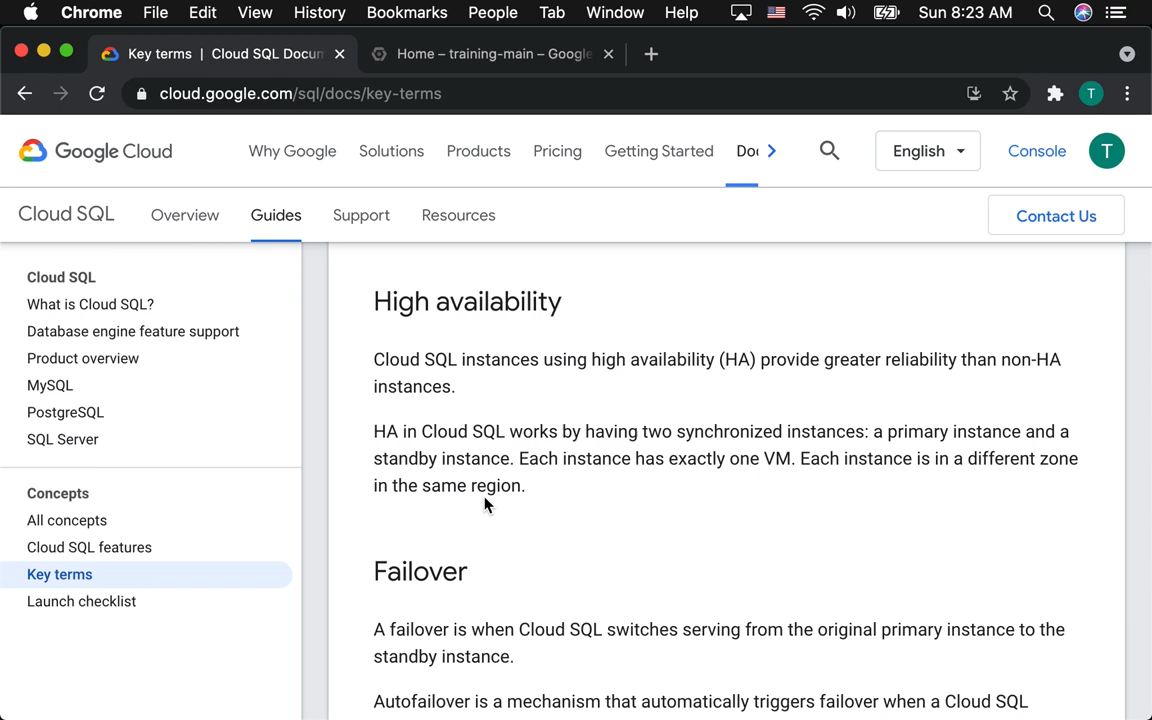 Chrome File Edit View History Bookmarks People Tab Window Help Sun 8:23 AM
Key terms | Cloud SQL Docun Home – training-main – Google
cloud.google.com/sql/docs/key-terms T
Google Cloud Why Google Solutions Products Pricing Getting Started Doc English Console T
Cloud SQL Overview Guides Support Resources Contact Us
Cloud SQL
What is Cloud SQL?
Database engine feature support
Product overview
MySQL
PostgreSQL
SQL Server
Concepts
All concepts
Cloud SQL features
Key terms
Launch checklist
High availability
Cloud SQL instances using high availability (HA) provide greater reliability than non-HA
instances.
HA in Cloud SQL works by having two synchronized instances: a primary instance and a
standby instance. Each instance has exactly one VM. Each instance is in a different zone
in the same region.
Failover
A failover is when Cloud SQL switches serving from the original primary instance to the
standby instance.
Autofailover is a mechanism that automatically triggers failover when a Cloud SQL